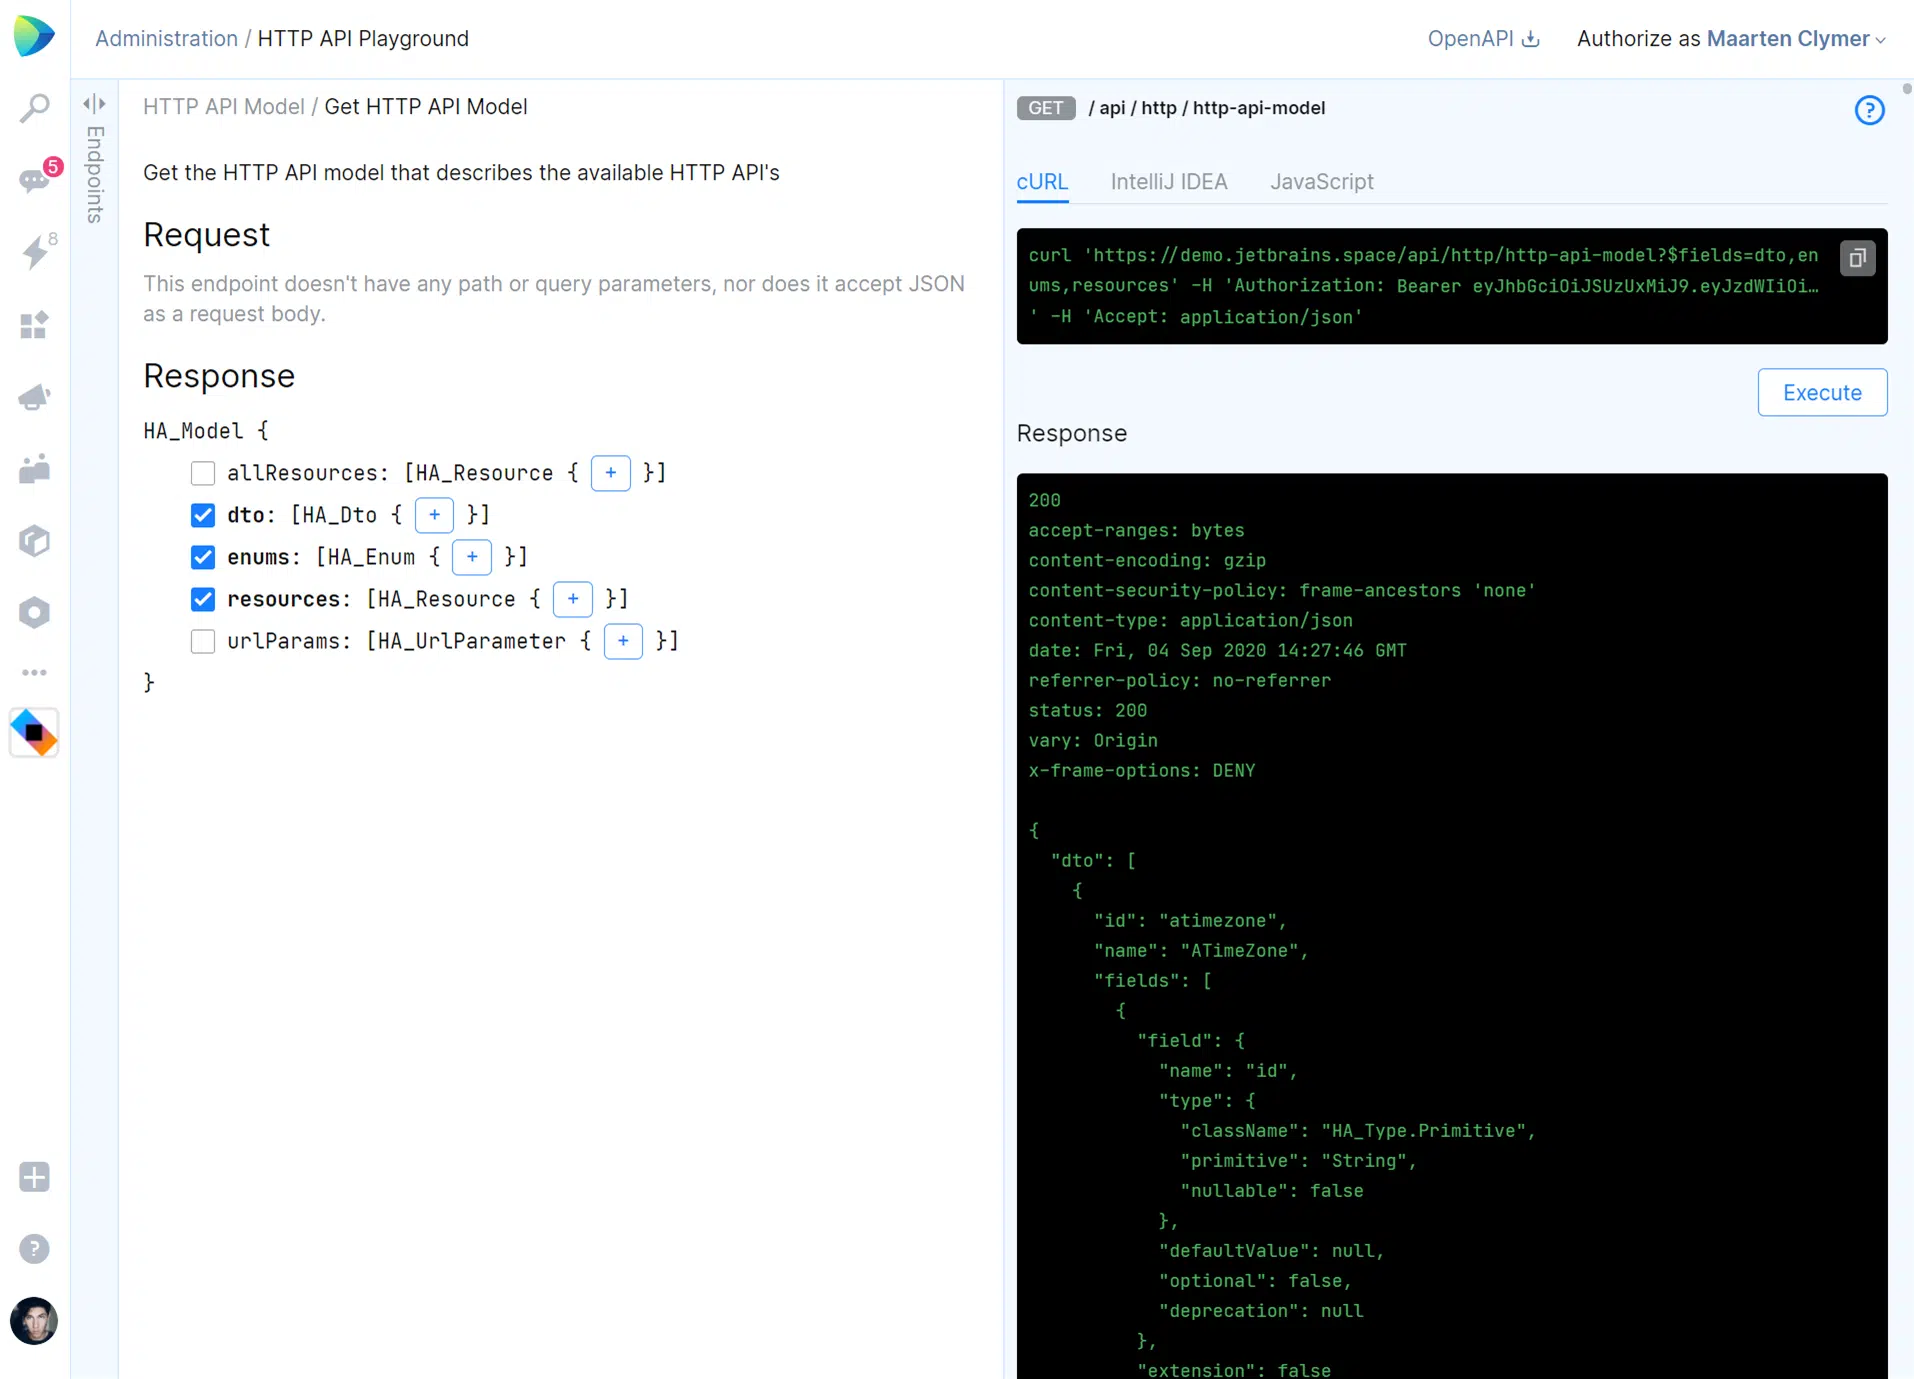 Administration / HTTP API Playground
OpenAPI
Authorize as Maarten Clymer
5
8
Endpoints
HTTP API Model / Get HTTP API Model
Get the HTTP API model that describes the available HTTP API's
Request
This endpoint doesn't have any path or query parameters, nor does it accept JSON
as a request body.
Response
HA_Model {
allResources: [HA_Resource { + }]
dto: [HA_Dto { + }]
enums: [HA_Enum { + }]
resources: [HA_Resource { + }]
urlParams: [HA_UrlParameter { + }]
}
GET / api / http / http-api-model
?
cURL IntelliJ IDEA JavaScript
curl 'https://demo.jetbrains.space/api/http/http-api-model?$fields=dto,en
ums,resources' -H 'Authorization: Bearer eyJhbGciOiJSUzUxMiJ9.eyJzdWIiOi…
' -H 'Accept: application/json'
Execute
Response
200
accept-ranges: bytes
content-encoding: gzip
content-security-policy: frame-ancestors 'none'
content-type: application/json
date: Fri, 04 Sep 2020 14:27:46 GMT
referrer-policy: no-referrer
status: 200
vary: Origin
x-frame-options: DENY
{
"dto": [
{
"id": "atimezone",
"name": "ATimeZone",
"fields": [
{
"field": {
"name": "id",
"type": {
"className": "HA_Type.Primitive",
"primitive": "String",
"nullable": false
},
"defaultValue": null,
"optional": false,
"deprecation": null
},
"extension": false
?